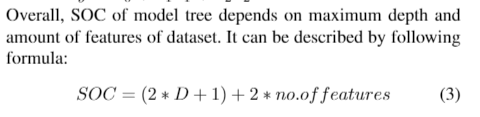 Overall, SOC of model tree depends on maximum depth and
amount of features of dataset. It can be described by following
formula:
SOC = (2 ∗ D + 1) + 2 ∗ no.of features (3)